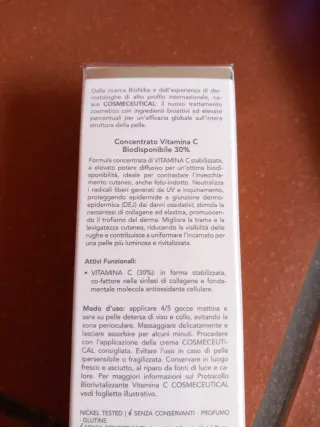 Dalla ricerca BioNike e dall'esperienza di der-
matologhe di alto profilo internazionale, na-
sce COSMECEUTICAL: il nuovo trattamento
cosmetico con ingredienti bioattivi ad elevate
percentuali per un'efficacia globale sull'intera
struttura della pelle.
Concentrato Vitamina C
Biodisponibile 30%
Formula concentrata di VITAMINA C stabilizzata,
a elevato potere diffusivo per un'ottima biodi-
sponibilità, ideale per contrastare l'invecchia-
mento cutaneo, anche foto-indotto. Neutralizza
i radicali liberi generati da UV e inquinamento,
proteggendo epidermide e giunzione dermo-
epidermica (DEJ) dai danni ossidativi; stimola la
neosintesi di collagene ed elastina, promuoven-
do il trofismo del derma. Migliora la trama e la
levigatezza cutanea, riducendo la visibilità delle
rughe e contribuisce a uniformare l'incarnato per
una pelle più luminosa e rivitalizzata.
Attivi Funzionali:
• VITAMINA C (30%): in forma stabilizzata,
co-fattore nella sintesi di collagene e fonda-
mentale molecola antiossidante cellulare.
Modo d'uso: applicare 4/5 gocce mattina e
sera su pelle detersa di viso e collo, evitando la
zona perioculare. Massaggiare delicatamente e
lasciare assorbire per alcuni minuti. Procedere
con l'applicazione della crema COSMECEUTI-
CAL consigliata. Evitare l'uso in caso di pelle
ipersensibile o fragilizzata. Conservare in luogo
fresco e asciutto, al riparo da fonti di luce e ca-
lore. Per maggiori informazioni sul Protocollo
Biorivitalizzante Vitamina C COSMECEUTICAL
vedi foglietto illustrativo.
NICKEL TESTED | SENZA CONSERVANTI - PROFUMO
- GLUTINE